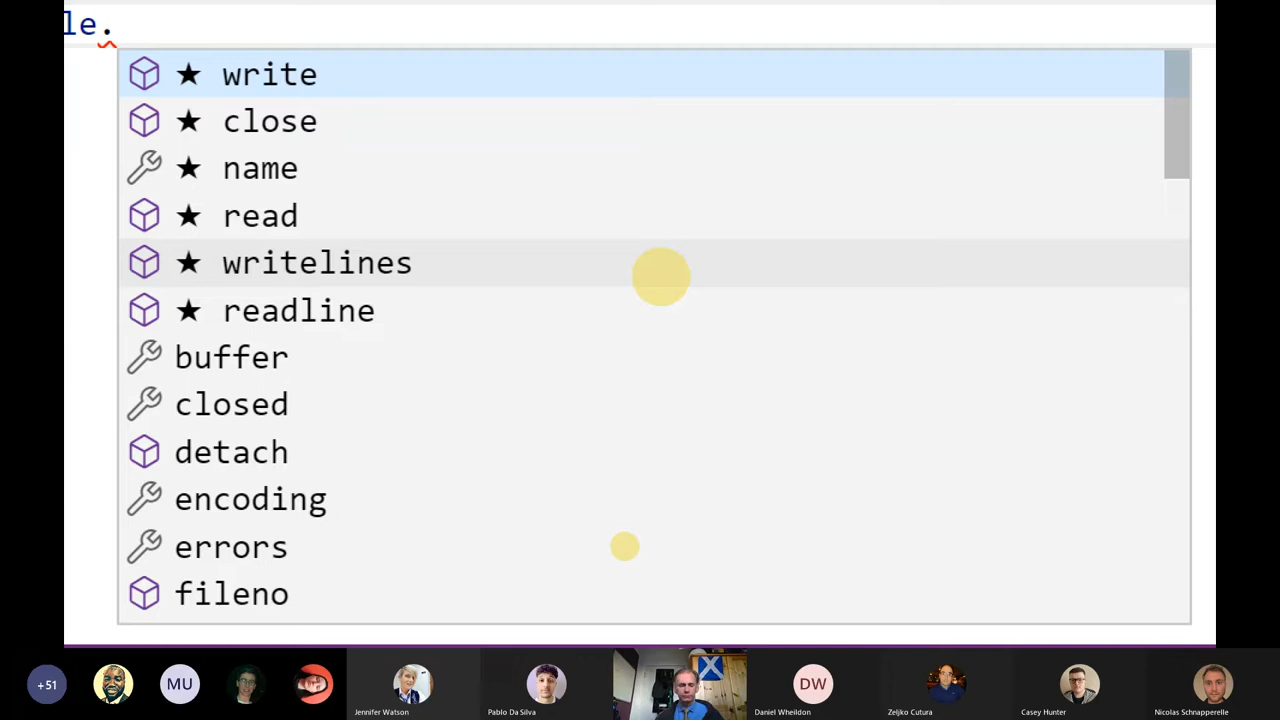 le.
★ write
★ close
★ name
★ read
★ writelines
★ readline
buffer
closed
detach
encoding
errors
fileno
+51
MU
DW
Jennifer Watson
Pablo Da Silva
Daniel Wheildon
Zeljko Cutura
Casey Hunter
Nicolas Schnapperelle